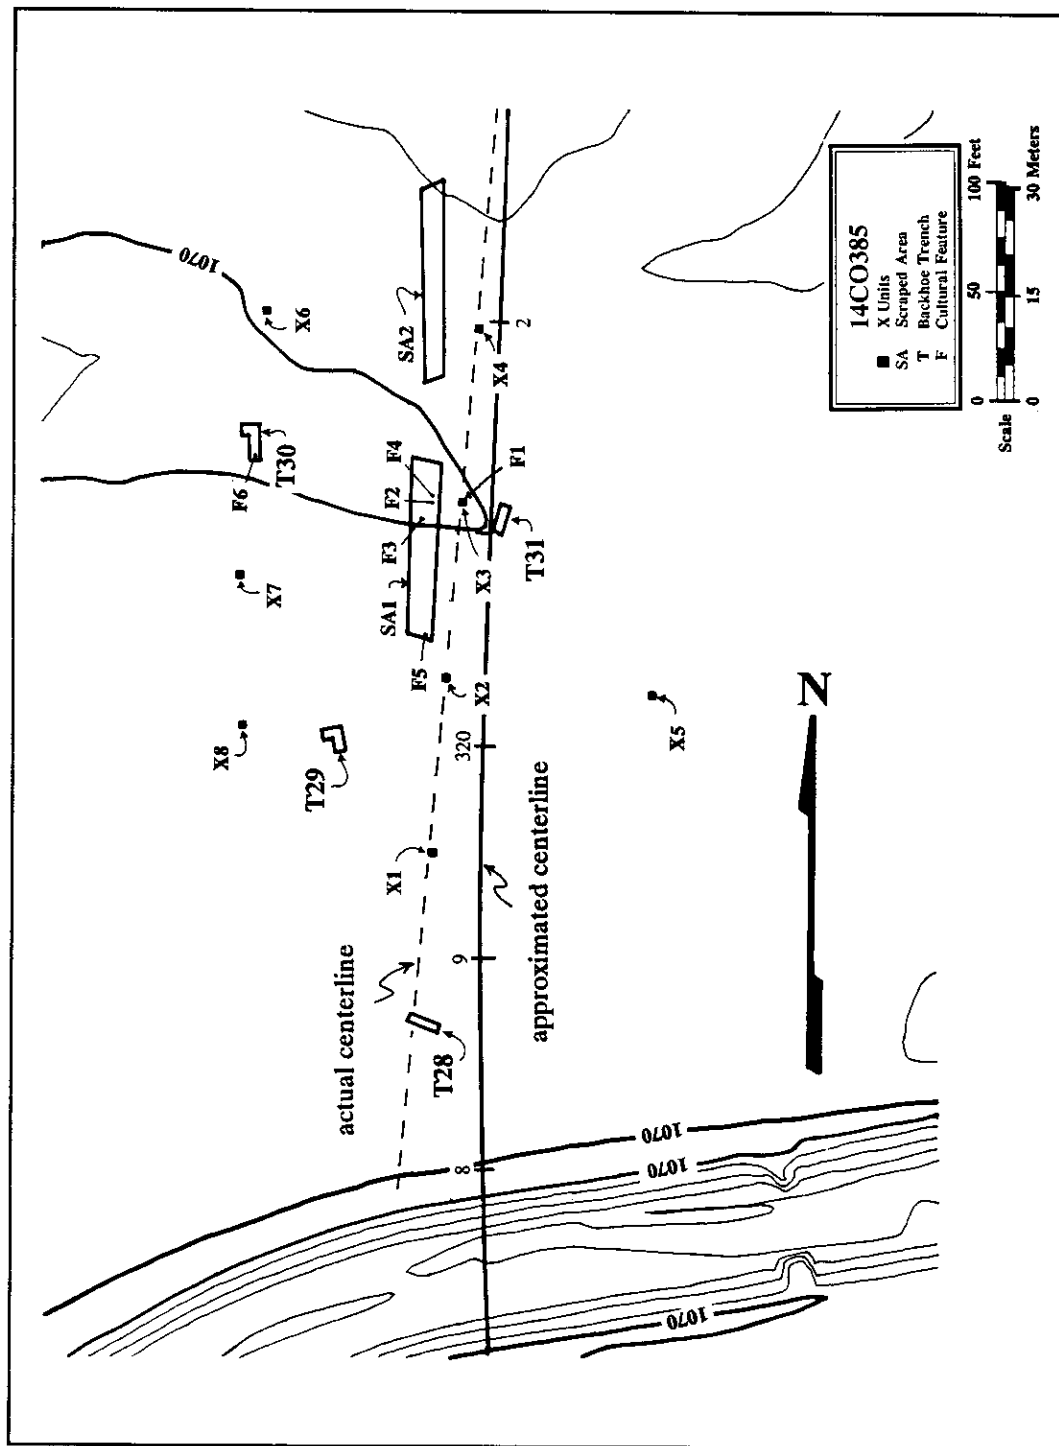 1070
X6
SA2
X4
2
F6
T30
F4
F2
F3
F1
SA1
X3
T31
X7
F5
X2
X8
T29
320
X5
X1
N
actual centerline
9
approximated centerline
T28
8
1070
1070
1070
14CO385
X Units
SA Scraped Area
T Backhoe Trench
F Cultural Feature
0 50 100 Feet
Scale
0 15 30 Meters